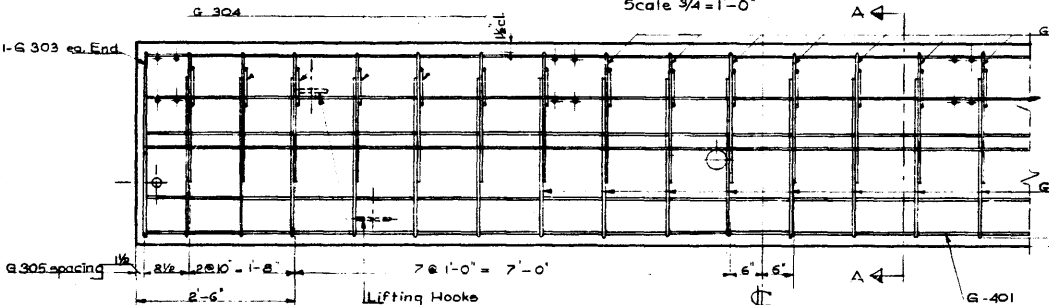 Scale 3/4 = 1'-0"
G 304
A
1½ cl.
G
1-G 303 ea. End
G
G 305 spacing
1½
8½
2@10" = 1-8"
7 @ 1'-0" = 7'-0"
6"
6"
A
2'-6"
Lifting Hooks
G-401